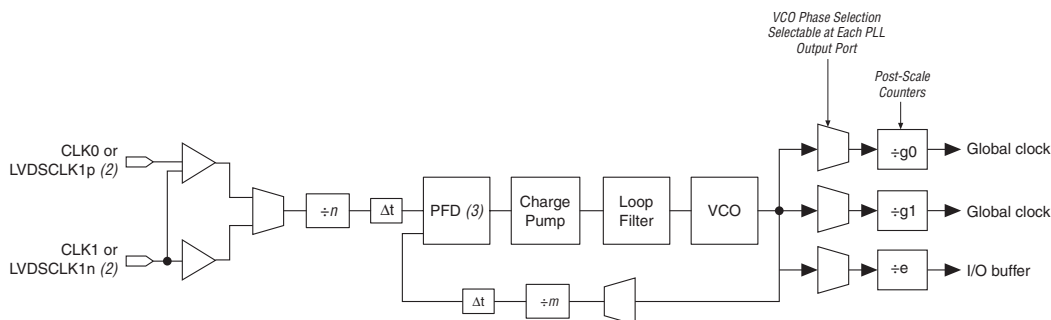 VCO Phase Selection
Selectable at Each PLL
Output Port
Post-Scale
Counters
CLK0 or
LVDSCLK1p (2)
÷g0
Global clock
÷n
Δt
PFD (3)
Charge
Pump
Loop
Filter
VCO
÷g1
Global clock
CLK1 or
LVDSCLK1n (2)
÷e
I/O buffer
Δt
÷m